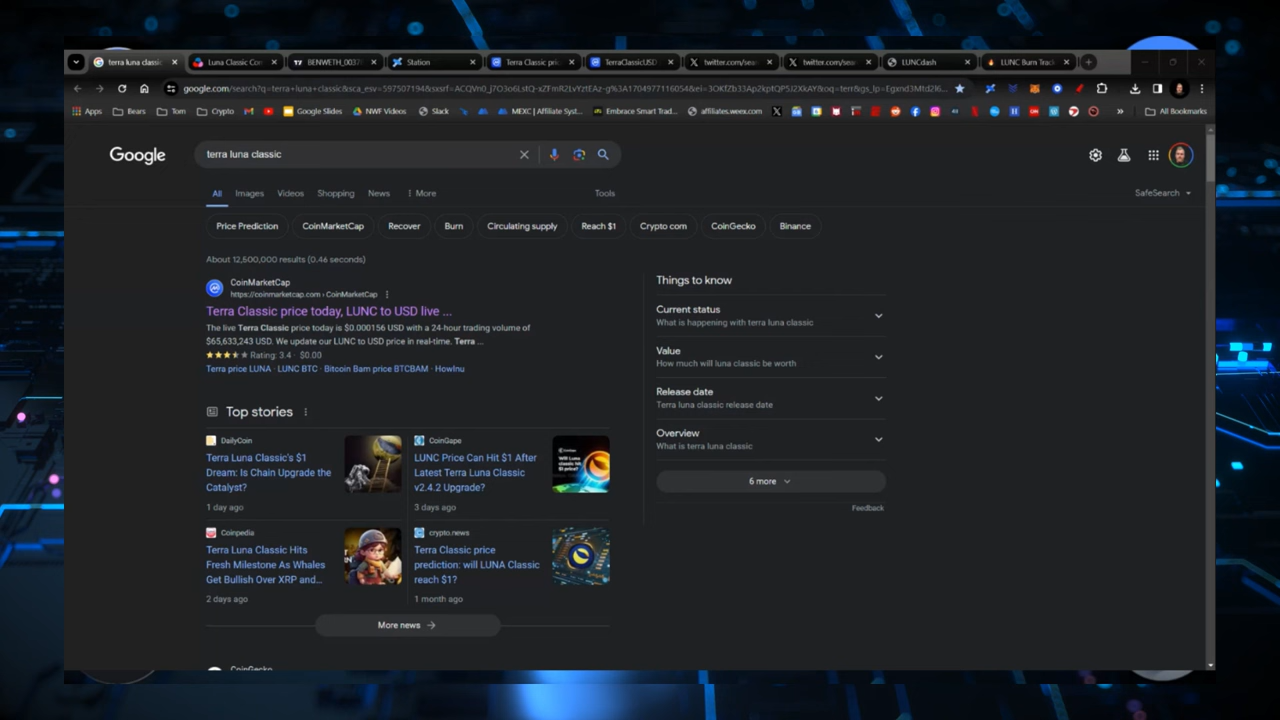 terra luna classic
Luna Classic Con
BENWETH_0037
Station
Terra Classic pri
TerraClassicUSD
twitter.com/sear
twitter.com/sear
LUNCdash
LUNC Burn Track
Apps
Bears
Tom
Crypto
Google Slides
NWF Videos
Slack
MEXC | Affiliate Syst...
Embrace Smart Trad...
affiliates.weex.com
All Bookmarks
Google
terra luna classic
All
Images
Videos
Shopping
News
More
Tools
SafeSearch
Price Prediction
CoinMarketCap
Recover
Burn
Circulating supply
Reach $1
Crypto com
CoinGecko
Binance
About 12,500,000 results (0.46 seconds)
CoinMarketCap
https://coinmarketcap.com › CoinMarketCap
Terra Classic price today, LUNC to USD live ...
The live Terra Classic price today is $0.000156 USD with a 24-hour trading volume of
$65,633,243 USD. We update our LUNC to USD price in real-time. Terra ...
Rating: 3.4 · $0.00
Terra price LUNA · LUNC BTC · Bitcoin Bam price BTCBAM · HowInu
Top stories
DailyCoin
Terra Luna Classic's $1
Dream: Is Chain Upgrade the
Catalyst?
1 day ago
CoinGape
LUNC Price Can Hit $1 After
Latest Terra Luna Classic
v2.4.2 Upgrade?
3 days ago
Coinpedia
Terra Luna Classic Hits
Fresh Milestone As Whales
Get Bullish Over XRP and...
2 days ago
crypto.news
Terra Classic price
prediction: will LUNA Classic
reach $1?
1 month ago
More news
CoinGecko
Things to know
Current status
What is happening with terra luna classic
Value
How much will luna classic be worth
Release date
Terra luna classic release date
Overview
What is terra luna classic
6 more
Feedback